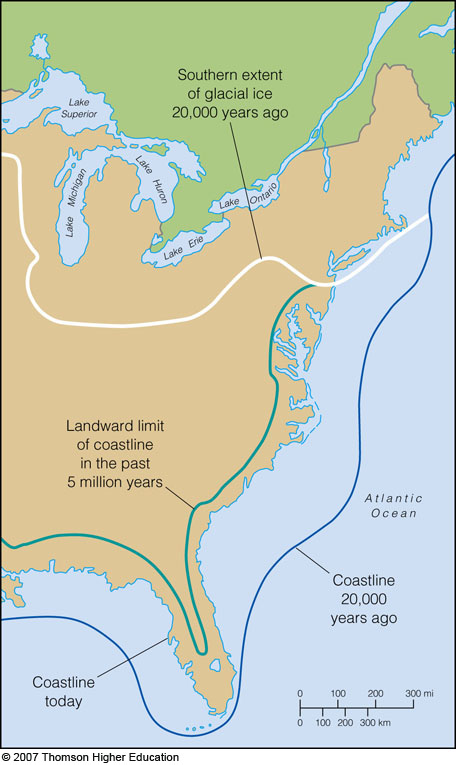 Southern extent
of glacial ice
20,000 years ago
Lake
Superior
Lake Michigan
Lake Huron
Lake Ontario
Lake Erie
Landward limit
of coastline
in the past
5 million years
Atlantic
Ocean
Coastline
20,000
years ago
Coastline
today
0 100 200 300 mi
0 100 200 300 km
© 2007 Thomson Higher Education